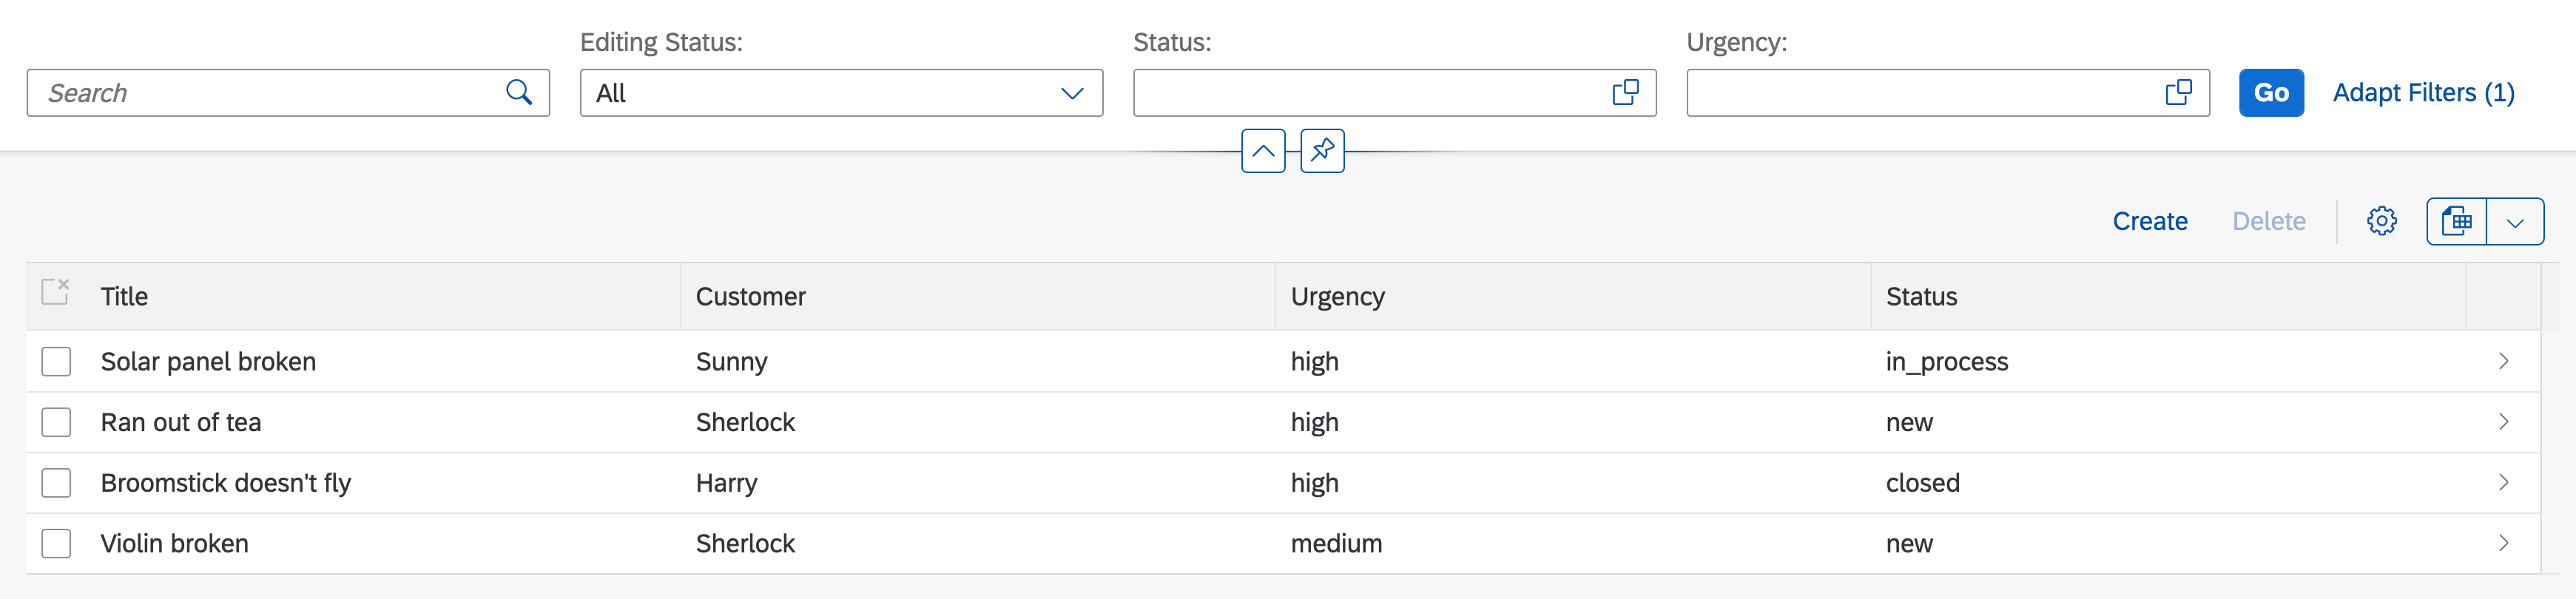 Editing Status:
Status:
Urgency:
Search
All
Go
Adapt Filters (1)
Create
Delete
Title
Customer
Urgency
Status
Solar panel broken
Sunny
high
in_process
Ran out of tea
Sherlock
high
new
Broomstick doesn't fly
Harry
high
closed
Violin broken
Sherlock
medium
new